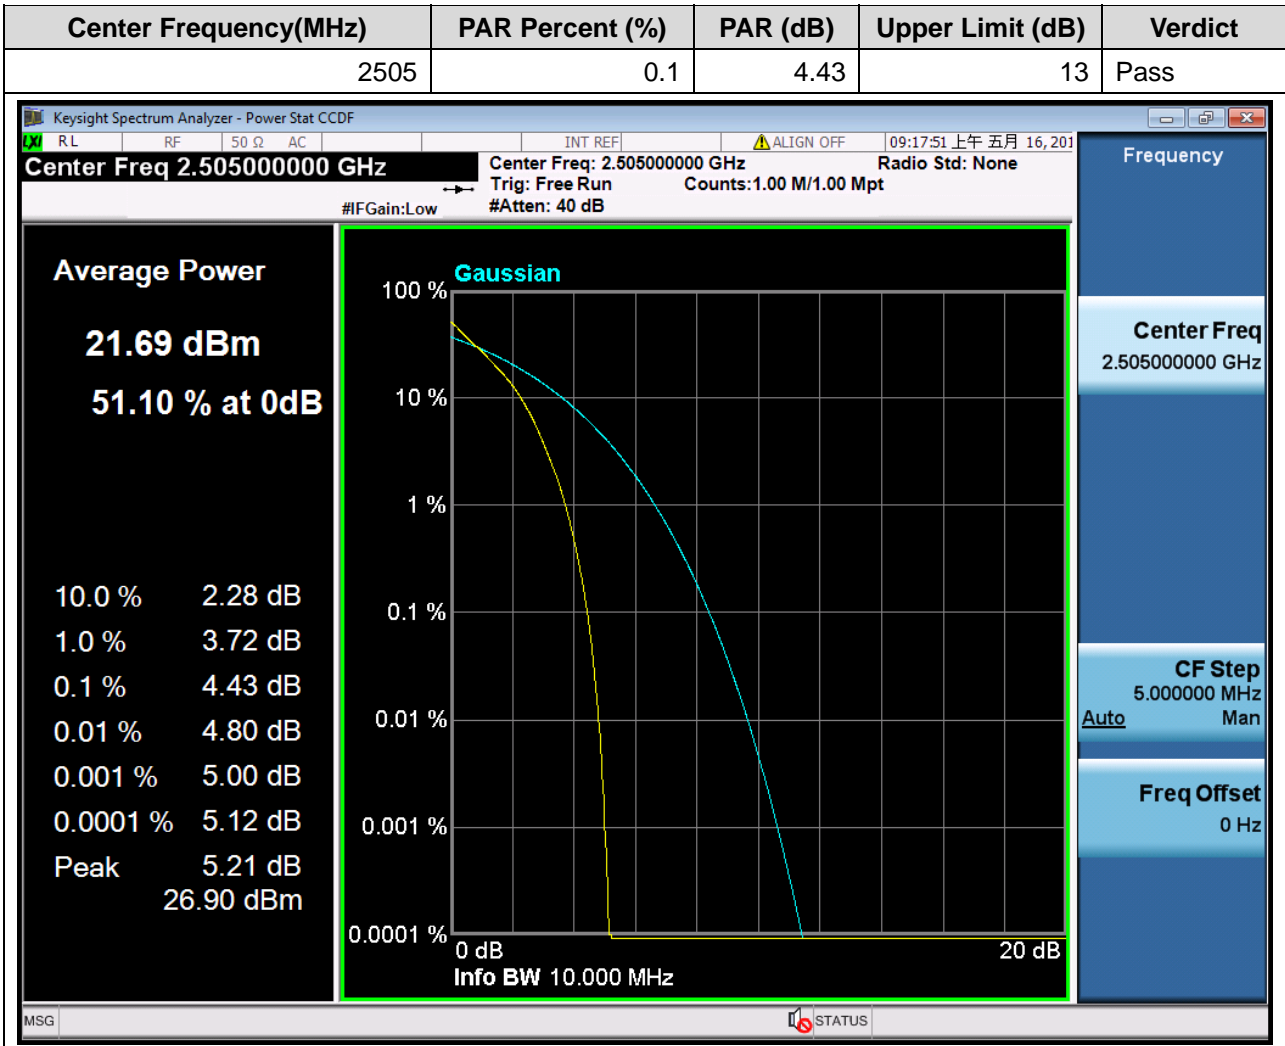 Center Frequency(MHz) PAR Percent (%) PAR (dB) Upper Limit (dB) Verdict
2505 0.1 4.43 13 Pass
Keysight Spectrum Analyzer - Power Stat CCDF
LXI RL RF 50 Ω AC INT REF ALIGN OFF 09:17:51 上午 五月 16, 201
Center Freq 2.505000000 GHz
Center Freq: 2.505000000 GHz Radio Std: None
Trig: Free Run Counts:1.00 M/1.00 Mpt
#IFGain:Low #Atten: 40 dB
Average Power
21.69 dBm
51.10 % at 0dB
10.0 % 2.28 dB
1.0 % 3.72 dB
0.1 % 4.43 dB
0.01 % 4.80 dB
0.001 % 5.00 dB
0.0001 % 5.12 dB
Peak 5.21 dB
26.90 dBm
Gaussian
100 %
10 %
1 %
0.1 %
0.01 %
0.001 %
0.0001 %
0 dB 20 dB
Info BW 10.000 MHz
Frequency
Center Freq
2.505000000 GHz
CF Step
5.000000 MHz
Auto Man
Freq Offset
0 Hz
MSG STATUS